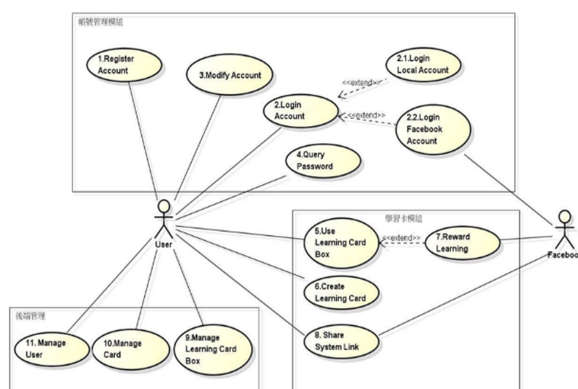 帳號管理模組
1.Register
Account
3.Modify Account
2.1.Login
Local Account
<<extend>>
2.Login
Account
<<extend>>
2.2.Login
Facebook
Account
4.Query
Password
User
學習卡模組
5.Use
Learning Card
Box
<<extend>>
7.Reward
Learning
Faceboo
6.Create
Learning Card
8. Share
System Link
後端管理
11. Manage
User
10.Manage
Card
9.Manage
Learning Card
Box